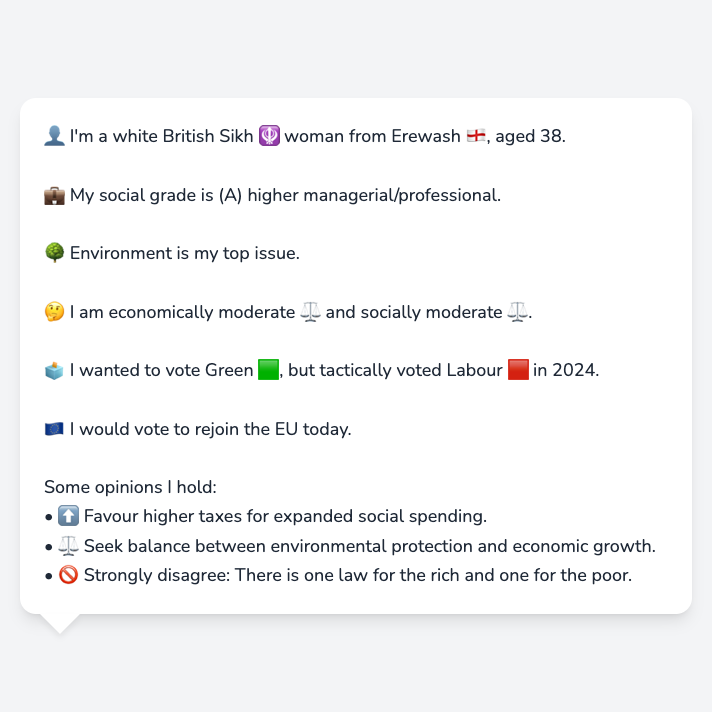 👤 I'm a white British Sikh 🪯 woman from Erewash 🏴󠁧󠁢󠁥󠁮󠁧󠁿, aged 38.
💼 My social grade is (A) higher managerial/professional.
🌳 Environment is my top issue.
🤔 I am economically moderate ⚖️ and socially moderate ⚖️.
🗳️ I wanted to vote Green 🟩, but tactically voted Labour 🟥 in 2024.
🇪🇺 I would vote to rejoin the EU today.
Some opinions I hold:
• ⬆️ Favour higher taxes for expanded social spending.
• ⚖️ Seek balance between environmental protection and economic growth.
• 🚫 Strongly disagree: There is one law for the rich and one for the poor.